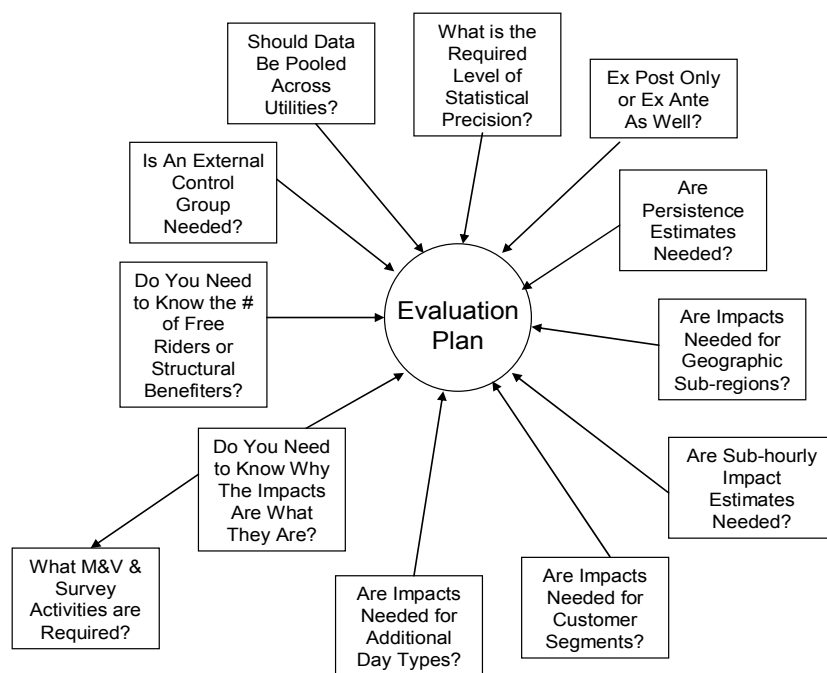 Should Data
Be Pooled
Across
Utilities?
What is the
Required
Level of
Statistical
Precision?
Ex Post Only
or Ex Ante
As Well?
Is An External
Control
Group
Needed?
Are
Persistence
Estimates
Needed?
Do You Need
to Know the #
of Free
Riders or
Structural
Benefiters?
Evaluation
Plan
Are Impacts
Needed for
Geographic
Sub-regions?
Do You Need
to Know Why
The Impacts
Are What
They Are?
Are Sub-hourly
Impact
Estimates
Needed?
What M&V &
Survey
Activities are
Required?
Are Impacts
Needed for
Additional
Day Types?
Are Impacts
Needed for
Customer
Segments?